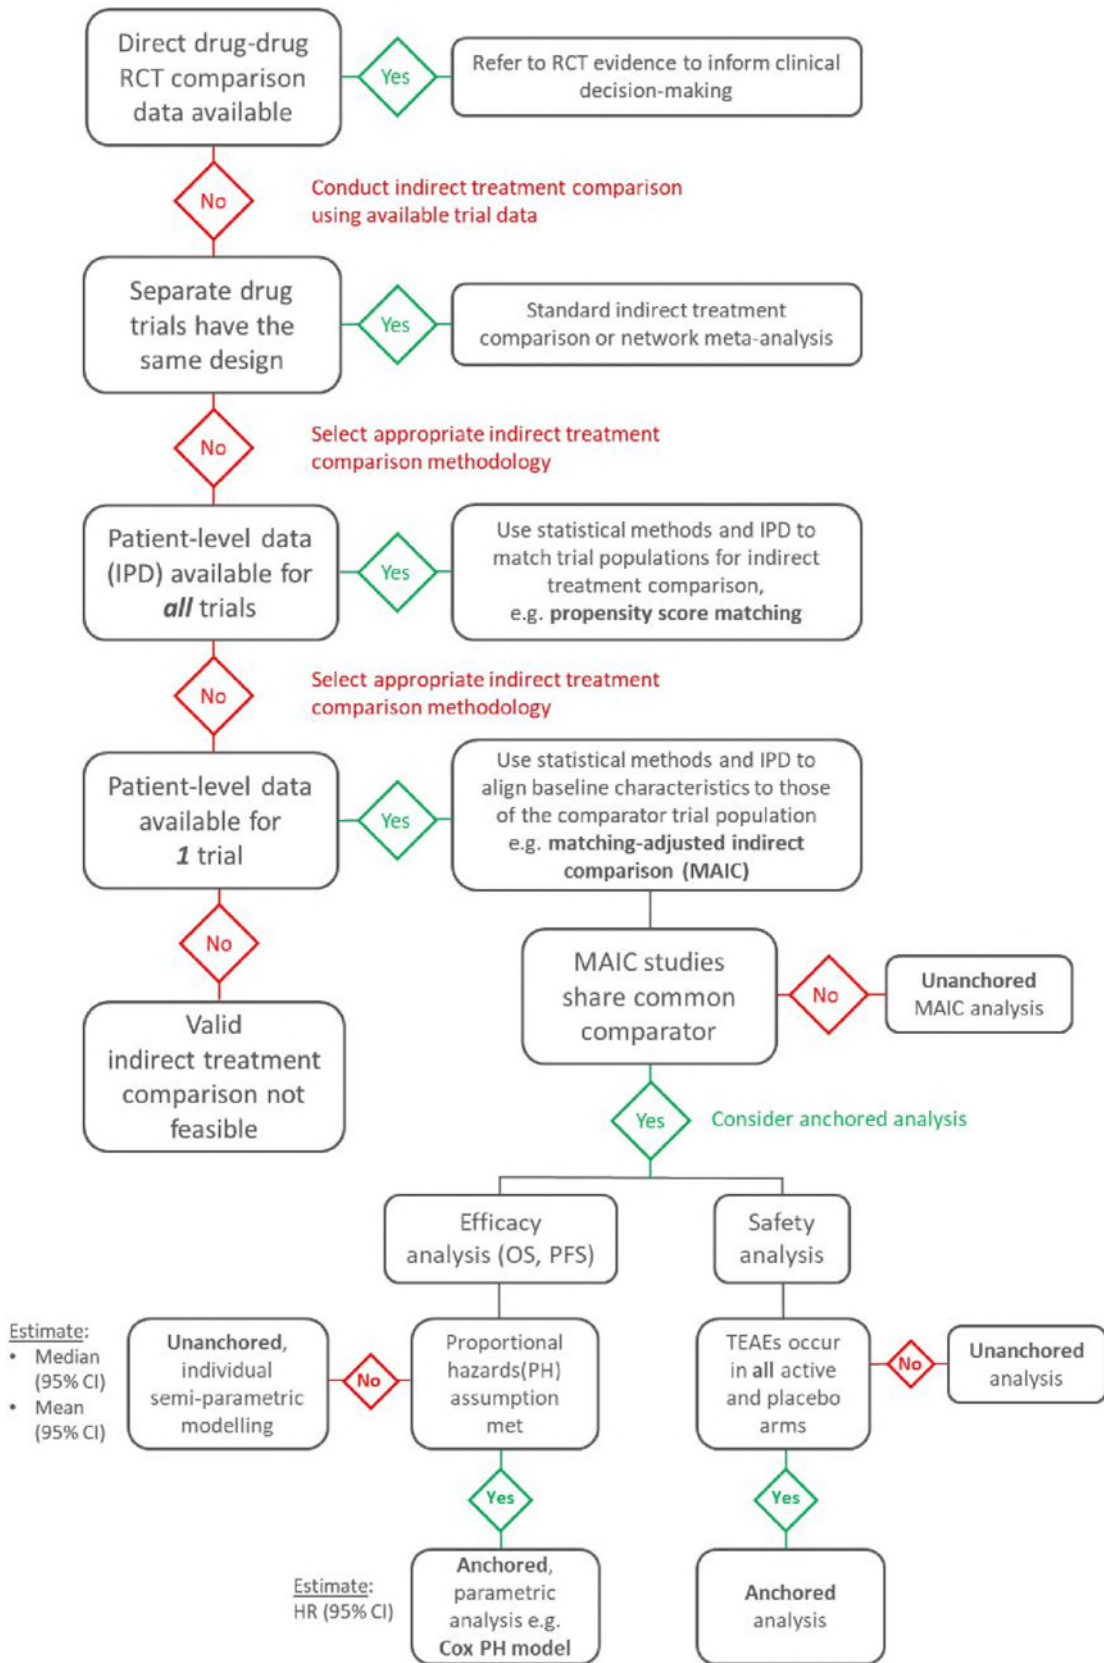 Direct drug-drug
RCT comparison
data available
Yes
Refer to RCT evidence to inform clinical
decision-making
No
Conduct indirect treatment comparison
using available trial data
Separate drug
trials have the
same design
Yes
Standard indirect treatment
comparison or network meta-analysis
No
Select appropriate indirect treatment
comparison methodology
Patient-level data
(IPD) available for
all trials
Yes
Use statistical methods and IPD to
match trial populations for indirect
treatment comparison,
e.g. propensity score matching
No
Select appropriate indirect treatment
comparison methodology
Patient-level data
available for
1 trial
Yes
Use statistical methods and IPD to
align baseline characteristics to those
of the comparator trial population
e.g. matching-adjusted indirect
comparison (MAIC)
No
Valid
indirect treatment
comparison not
feasible
MAIC studies
share common
comparator
No
Unanchored
MAIC analysis
Yes
Consider anchored analysis
Efficacy
analysis (OS, PFS)
Safety
analysis
Estimate:
• Median
(95% CI)
• Mean
(95% CI)
Unanchored,
individual
semi-parametric
modelling
No
Proportional
hazards(PH)
assumption
met
TEAEs occur
in all active
and placebo
arms
No
Unanchored
analysis
Yes
Yes
Estimate:
HR (95% CI)
Anchored,
parametric
analysis e.g.
Cox PH model
Anchored
analysis